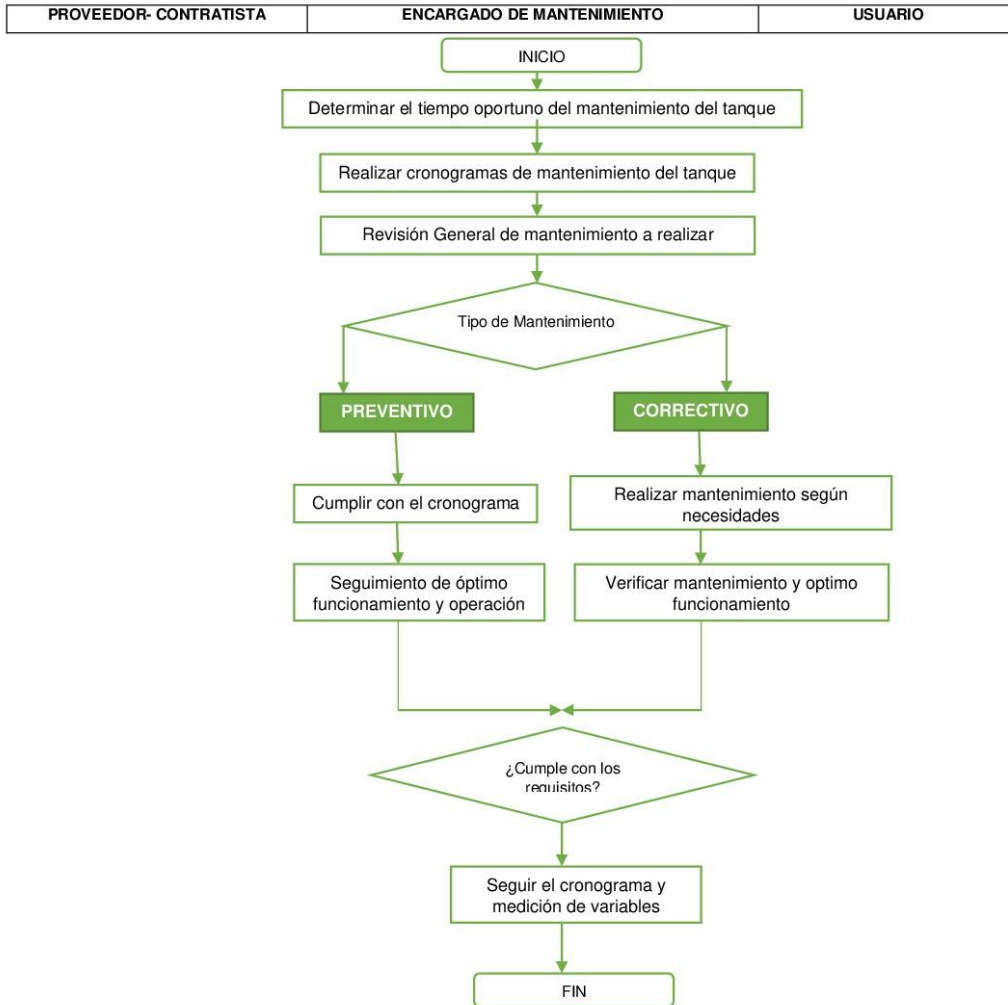 PROVEEDOR- CONTRATISTA
ENCARGADO DE MANTENIMIENTO
USUARIO
INICIO
Determinar el tiempo oportuno del mantenimiento del tanque
Realizar cronogramas de mantenimiento del tanque
Revisión General de mantenimiento a realizar
Tipo de Mantenimiento
PREVENTIVO
CORRECTIVO
Cumplir con el cronograma
Realizar mantenimiento según
necesidades
Seguimiento de óptimo
funcionamiento y operación
Verificar mantenimiento y optimo
funcionamiento
¿Cumple con los
requisitos?
Seguir el cronograma y
medición de variables
FIN